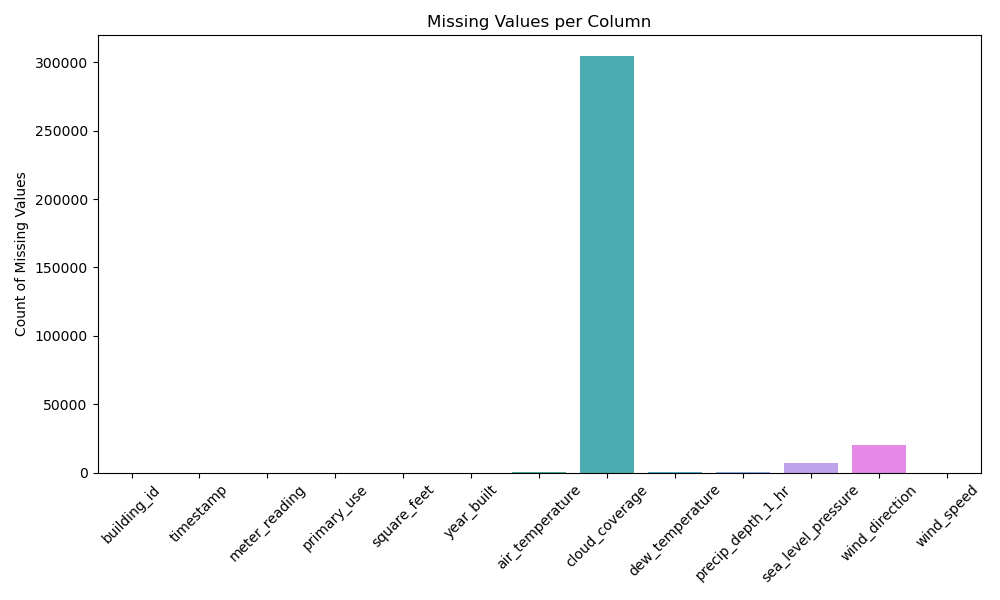 Missing Values per Column
Count of Missing Values
300000
250000
200000
150000
100000
50000
0
building_id
timestamp
meter_reading
primary_use
square_feet
year_built
air_temperature
cloud_coverage
dew_temperature
precip_depth_1_hr
sea_level_pressure
wind_direction
wind_speed